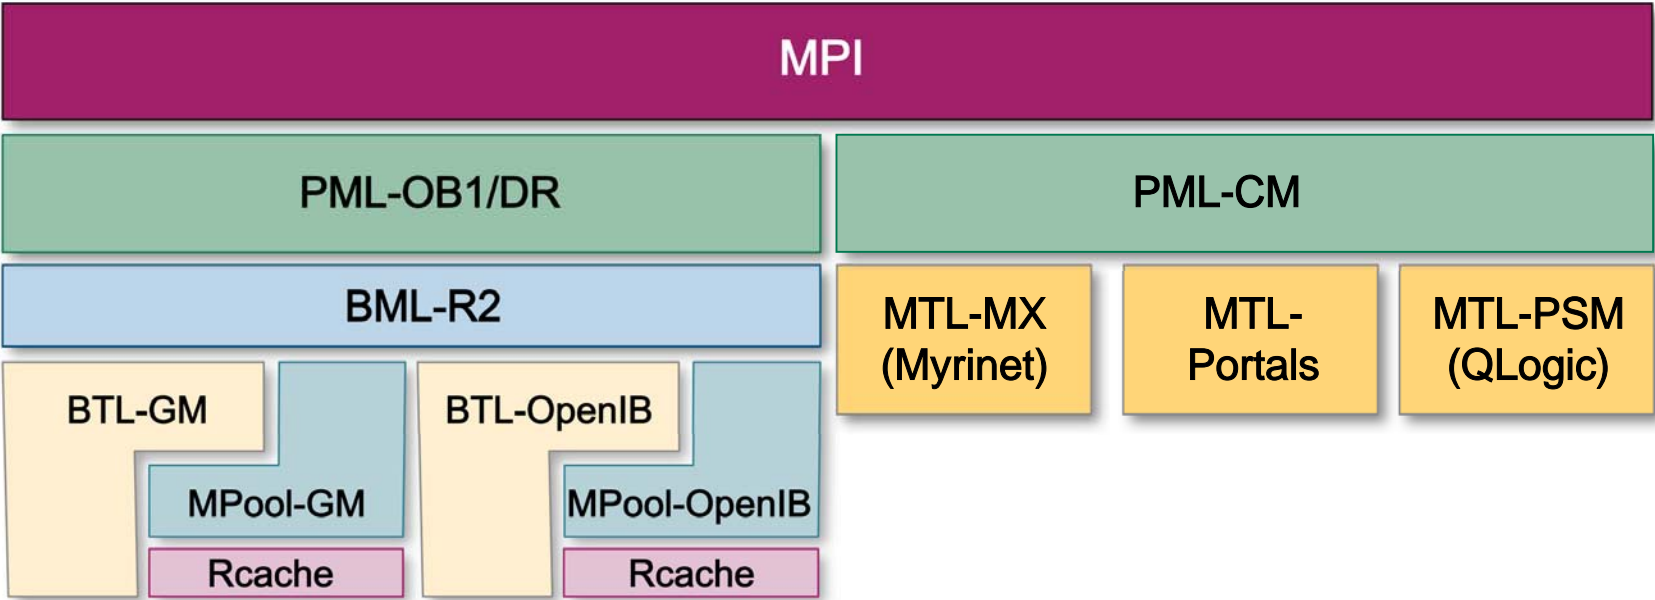 MPI
PML-OB1/DR
PML-CM
BML-R2
MTL-MX
(Myrinet)
MTL-
Portals
MTL-PSM
(QLogic)
BTL-GM
BTL-OpenIB
MPool-GM
MPool-OpenIB
Rcache
Rcache